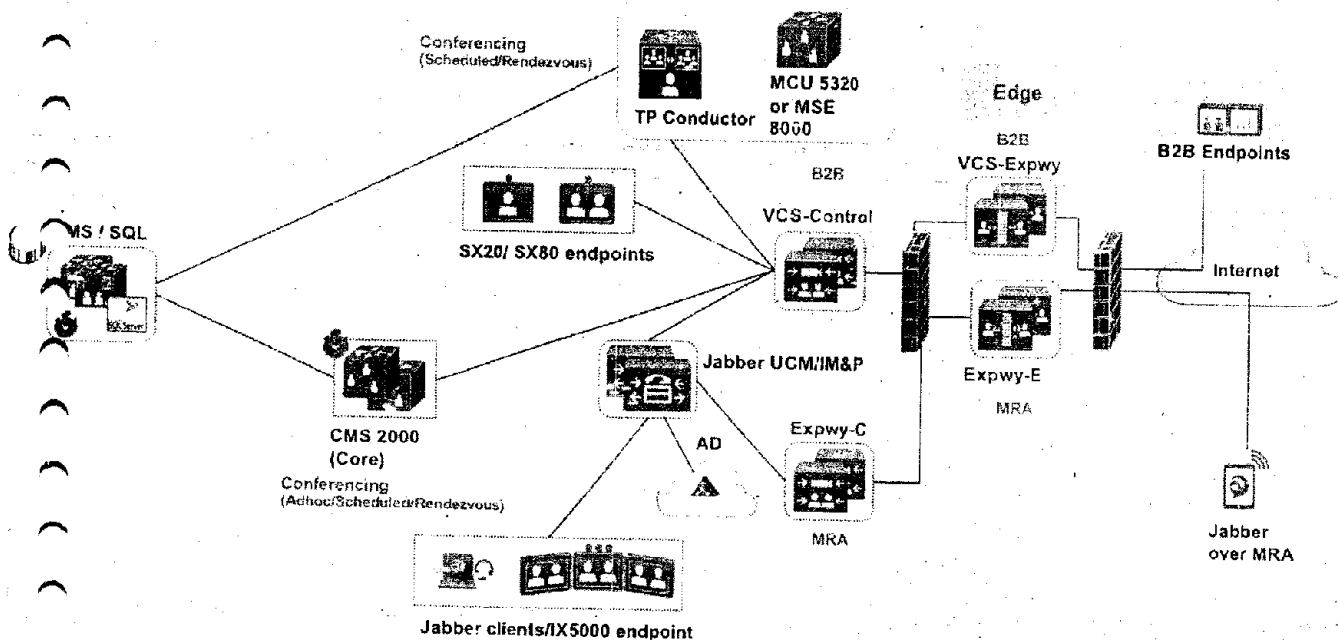 Conferencing
(Scheduled/Rendezvous)
TP Conductor
MCU 5320
or MSE
8000
Edge
B2B
VCS-Expwy
B2B Endpoints
B2B
VCS-Control
SX20/ SX80 endpoints
MS / SQL
SQL Server
Internet
Jabber UCM/IM&P
Expwy-E
MRA
CMS 2000
(Core)
AD
Expwy-C
Conferencing
(Adhoc/Scheduled/Rendezvous)
MRA
Jabber
over MRA
Jabber clients/IX5000 endpoint